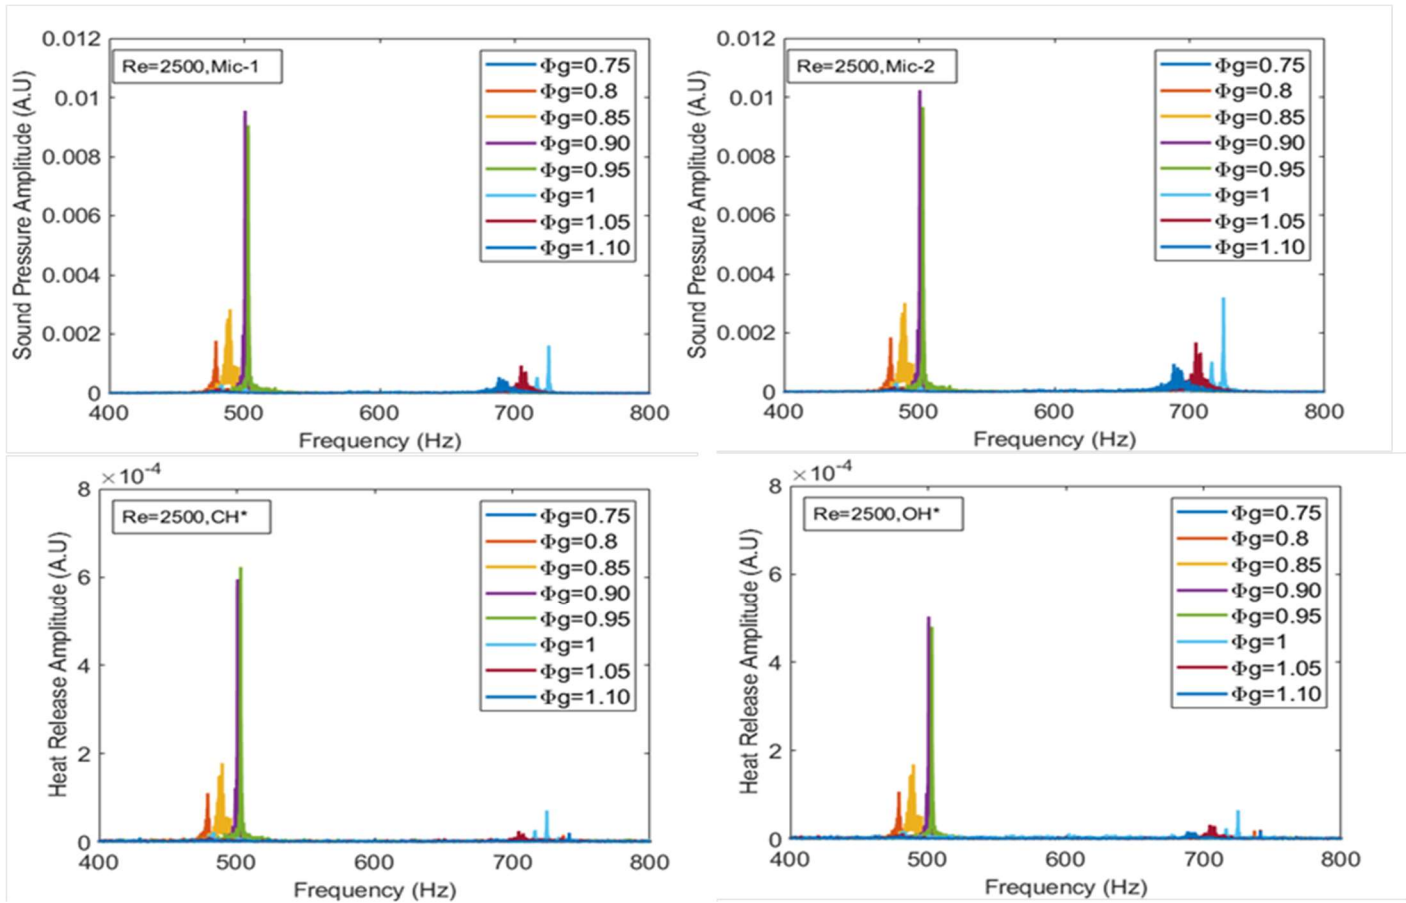 0.012
0.01
0.008
0.006
0.004
0.002
0
Sound Pressure Amplitude (A.U)
Re=2500,Mic-1
Φg=0.75
Φg=0.8
Φg=0.85
Φg=0.90
Φg=0.95
Φg=1
Φg=1.05
Φg=1.10
400 500 600 700 800
Frequency (Hz)
0.012
0.01
0.008
0.006
0.004
0.002
0
Sound Pressure Amplitude (A.U)
Re=2500,Mic-2
Φg=0.75
Φg=0.8
Φg=0.85
Φg=0.90
Φg=0.95
Φg=1
Φg=1.05
Φg=1.10
400 500 600 700 800
Frequency (Hz)
×10-4
8
6
4
2
0
Heat Release Amplitude (A.U)
Re=2500,CH*
Φg=0.75
Φg=0.8
Φg=0.85
Φg=0.90
Φg=0.95
Φg=1
Φg=1.05
Φg=1.10
400 500 600 700 800
Frequency (Hz)
×10-4
8
6
4
2
0
Heat Release Amplitude (A.U)
Re=2500,OH*
Φg=0.75
Φg=0.8
Φg=0.85
Φg=0.90
Φg=0.95
Φg=1
Φg=1.05
Φg=1.10
400 500 600 700 800
Frequency (Hz)